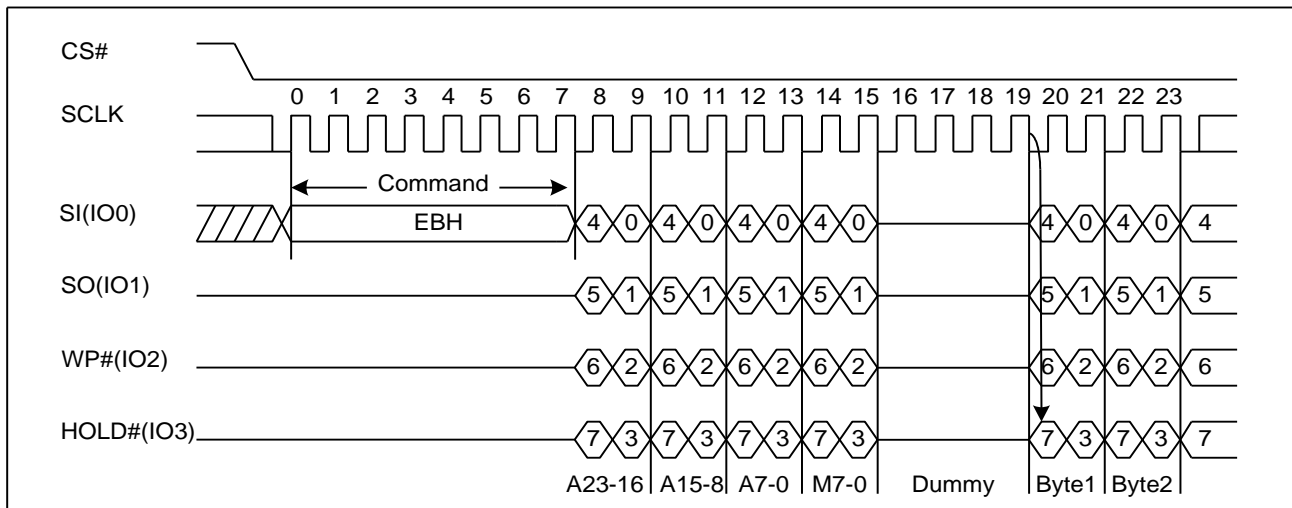 CS#
0 1 2 3 4 5 6 7 8 9 10 11 12 13 14 15 16 17 18 19 20 21 22 23
SCLK
Command
SI(IO0) EBH 4 0 4 0 4 0 4 0 4 0 4 0 4
SO(IO1) 5 1 5 1 5 1 5 1 5 1 5 1 5
WP#(IO2) 6 2 6 2 6 2 6 2 6 2 6 2 6
HOLD#(IO3) 7 3 7 3 7 3 7 3 7 3 7 3 7
A23-16 A15-8 A7-0 M7-0 Dummy Byte1 Byte2